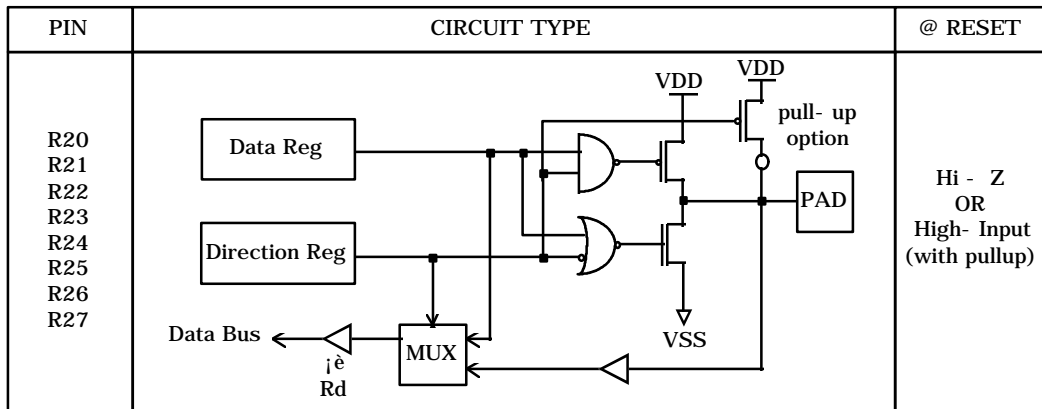 PIN
CIRCUIT TYPE
@ RESET
R20
R21
R22
R23
R24
R25
R26
R27
VDD
VDD
pull- up
option
Data Reg
Direction Reg
PAD
VSS
Data Bus
MUX
¡è
Rd
Hi - Z
OR
High- Input
(with pullup)